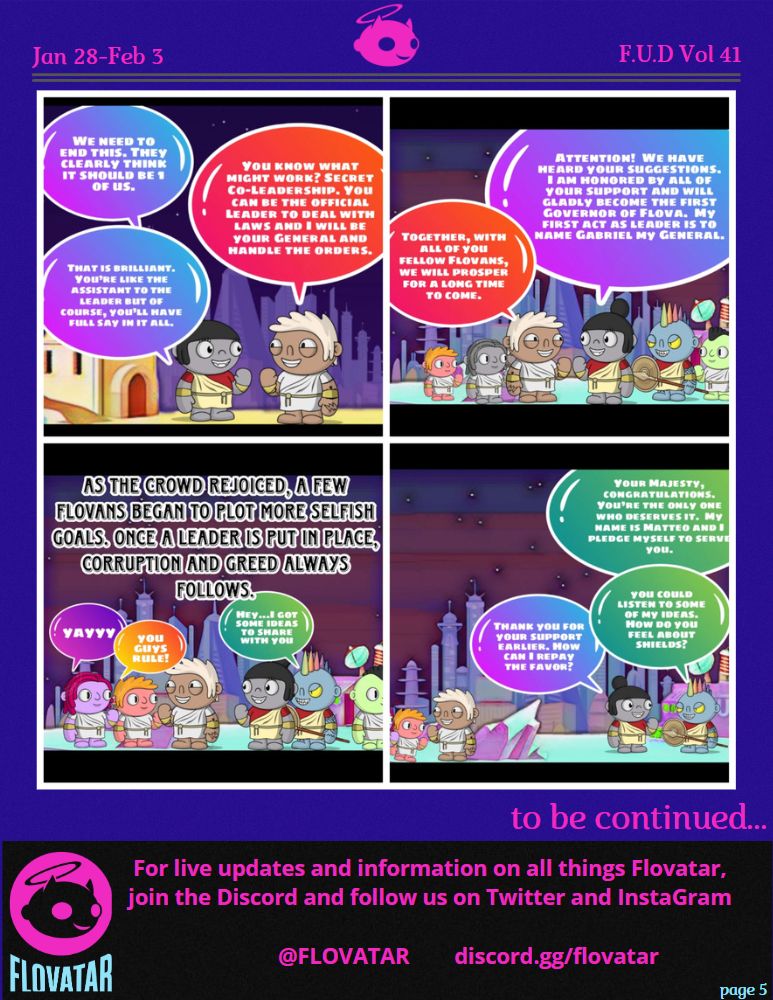 Jan 28-Feb 3
F.U.D Vol 41
We need to
end this. They
clearly think
it should be 1
of us.
You know what
might work? Secret
Co-Leadership. You
can be the official
Leader to deal with
laws and I will be
your General and
handle the orders.
That is brilliant.
You're like the
assistant to the
leader but of
course, you'll have
full say in it all.
Attention! We have
heard your suggestions.
I am honored by all of
your support and will
gladly become the first
Governor of Flova. My
first act as leader is to
name Gabriel my General.
Together, with
all of you
fellow Flovans,
we will prosper
for a long time
to come.
AS THE CROWD REJOICED, A FEW
FLOVANS BEGAN TO PLOT MORE SELFISH
GOALS. ONCE A LEADER IS PUT IN PLACE,
CORRUPTION AND GREED ALWAYS
FOLLOWS.
YAYYY
YOU
GUYS
RULE!
Hey...I got
some ideas
to share
with you
Your Majesty,
congratulations.
You're the only one
who deserves it. My
name is Matteo and I
pledge myself to serve
you.
Thank you for
your support
earlier. How
can I repay
the favor?
you could
listen to some
of my ideas.
How do you
feel about
shields?
to be continued...
For live updates and information on all things Flovatar,
join the Discord and follow us on Twitter and InstaGram
@FLOVATAR discord.gg/flovatar
FLOVATAR
page 5